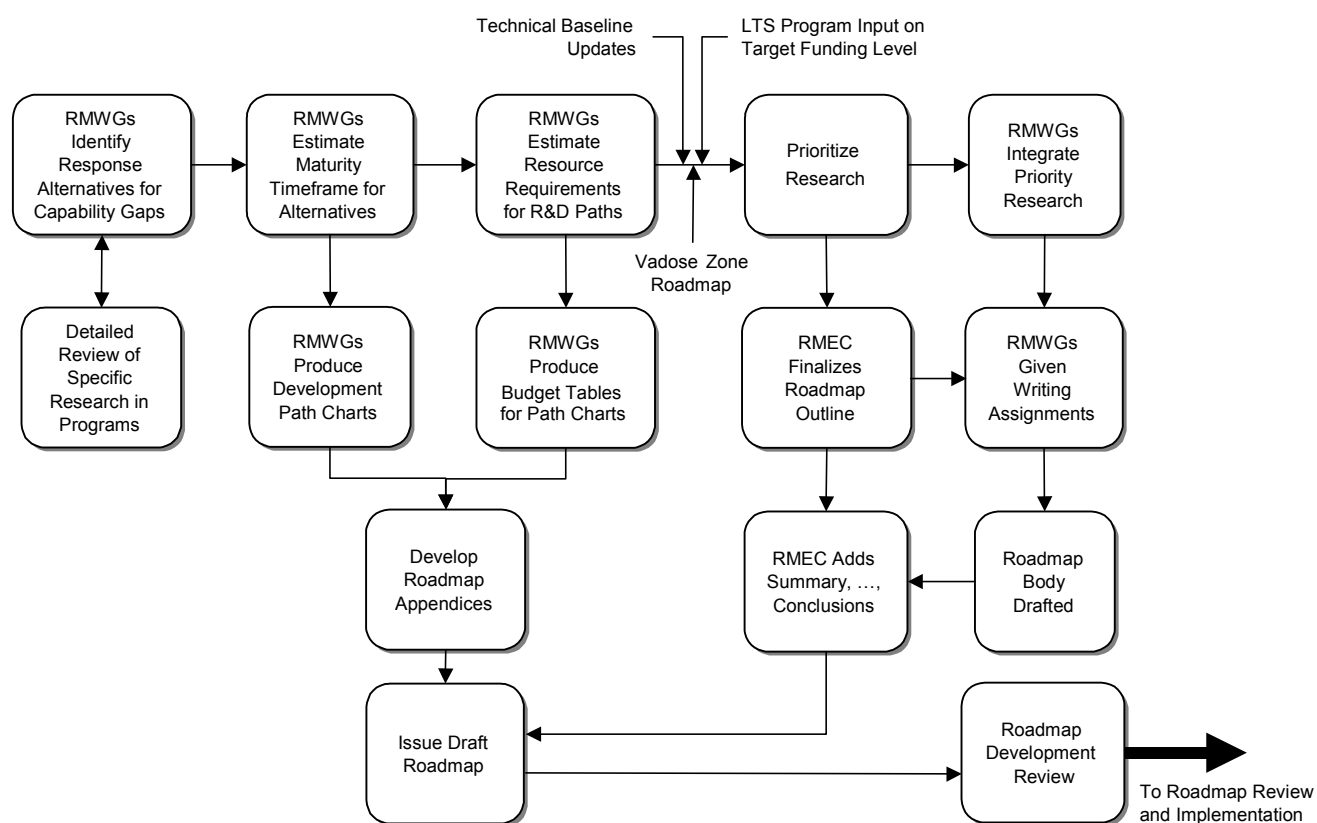 Technical Baseline
Updates
LTS Program Input on
Target Funding Level
RMWGs
Identify
Response
Alternatives for
Capability Gaps
RMWGs
Estimate
Maturity
Timeframe for
Alternatives
RMWGs
Estimate
Resource
Requirements
for R&D Paths
Prioritize
Research
RMWGs
Integrate
Priority
Research
Vadose Zone
Roadmap
Detailed
Review of
Specific
Research in
Programs
RMWGs
Produce
Development
Path Charts
RMWGs
Produce
Budget Tables
for Path Charts
RMEC
Finalizes
Roadmap
Outline
RMWGs
Given
Writing
Assignments
Develop
Roadmap
Appendices
RMEC Adds
Summary, …,
Conclusions
Roadmap
Body
Drafted
Issue Draft
Roadmap
Roadmap
Development
Review
To Roadmap Review
and Implementation